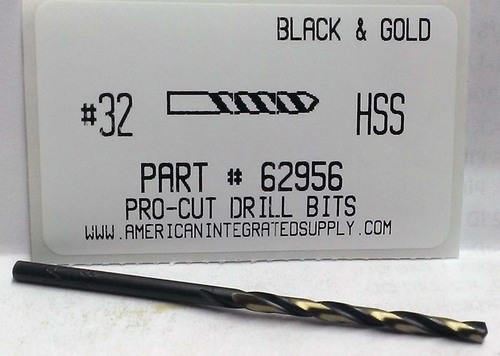 BLACK & GOLD
#32 HSS
PART # 62956
PRO-CUT DRILL BITS
WWW.AMERICANINTEGRATEDSUPPLY.COM